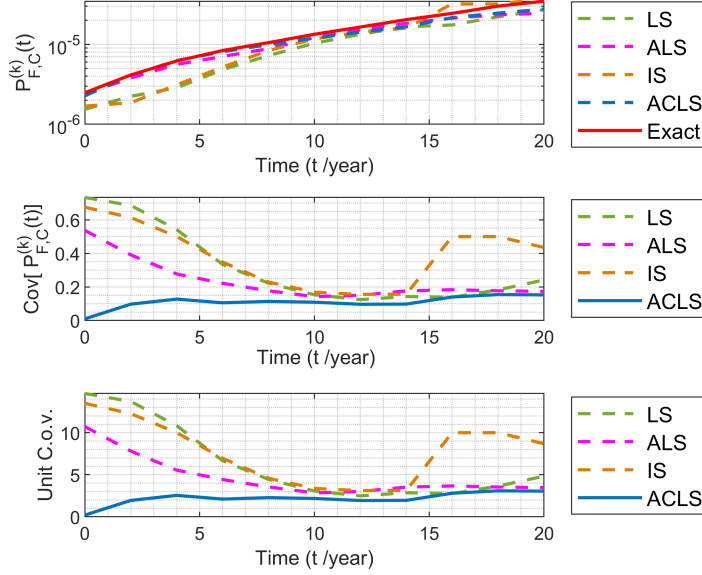 P_{F,C}^{(k)}(t)
10^{-5}
10^{-6}
0 5 10 15 20
Time (t /year)
LS
ALS
IS
ACLS
Exact
Cov[ P_{F,C}^{(k)}(t)]
0.6
0.4
0.2
0
0 5 10 15 20
Time (t /year)
LS
ALS
IS
ACLS
Unit C.o.v.
10
5
0
0 5 10 15 20
Time (t /year)
LS
ALS
IS
ACLS